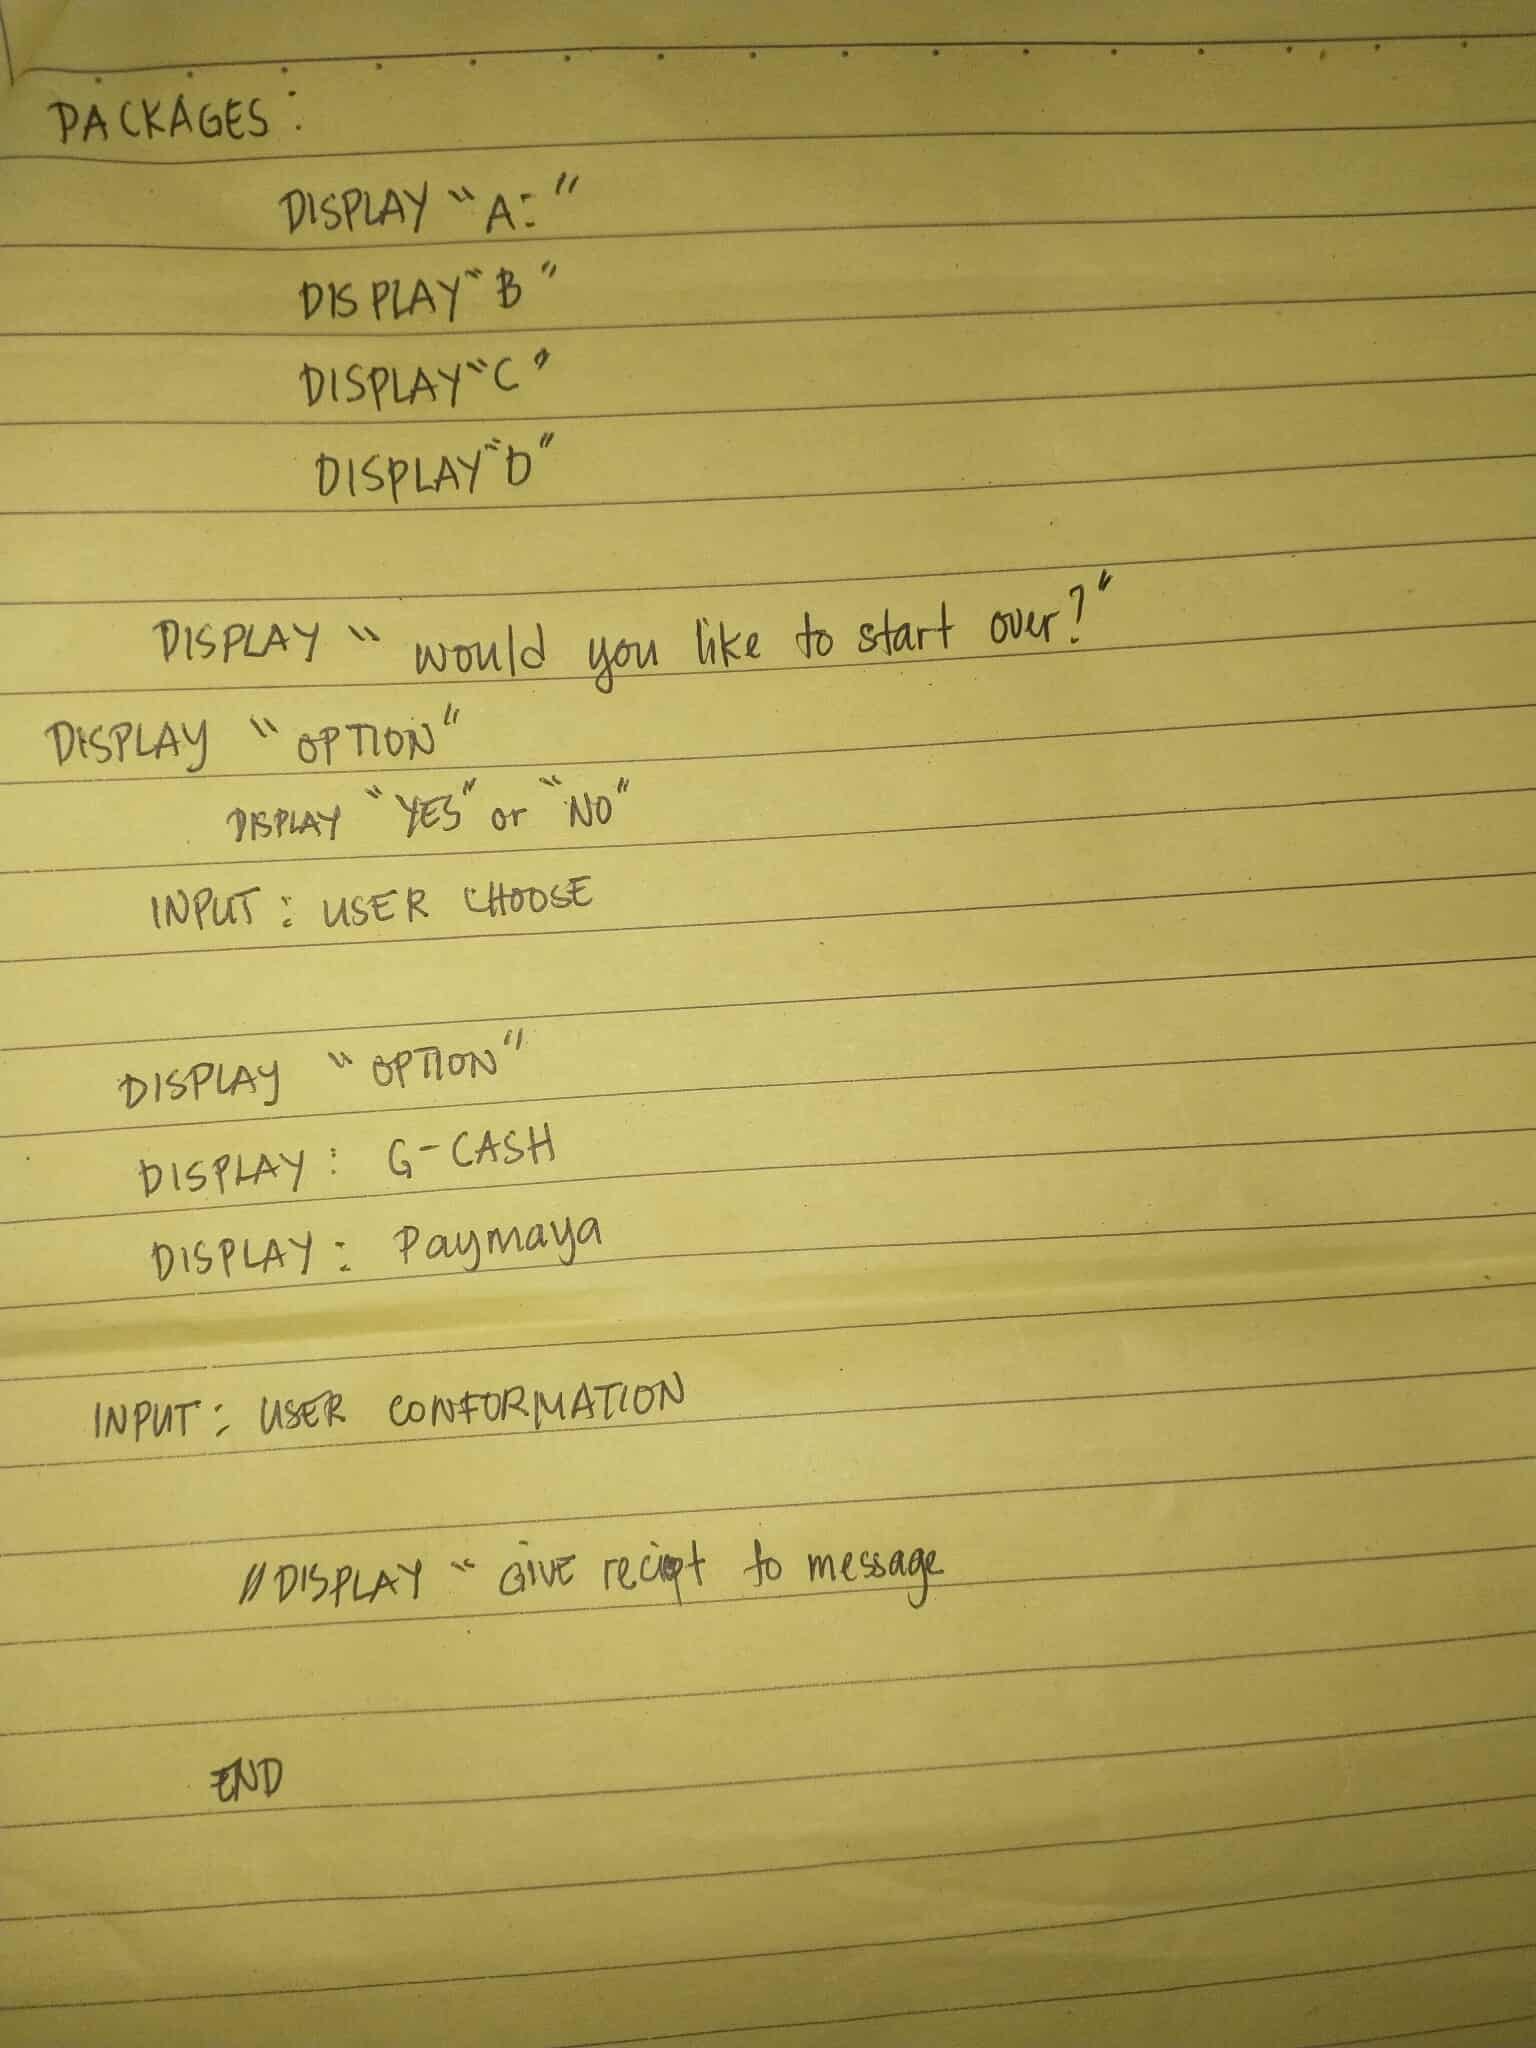 PACKAGES:
DISPLAY "A:"
DISPLAY "B"
DISPLAY "C"
DISPLAY "D"
DISPLAY " would you like to start over?"
DISPLAY "OPTION"
DISPLAY "YES" or "NO"
INPUT: USER CHOOSE
DISPLAY "OPTION"
DISPLAY: G-CASH
DISPLAY: Paymaya
INPUT: USER CONFORMATION
//DISPLAY " GIVE recipt to message
END